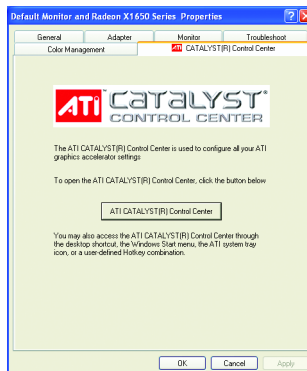 Default Monitor and Radeon X1650 Series Properties
General Adapter Monitor Troubleshoot
Color Management ATI CATALYST(R) Control Center
ATI CATALYST
CONTROL CENTER
The ATI CATALYST(R) Control Center is used to configure all your ATI
graphics accelerator settings
To open the ATI CATALYST(R) Control Center, click the button below
ATI CATALYST(R) Control Center
You may also access the ATI CATALYST(R) Control Center through
the desktop shortcut, the Windows Start menu, the ATI system tray
icon, or a user-defined Hotkey combination.
OK Cancel Apply